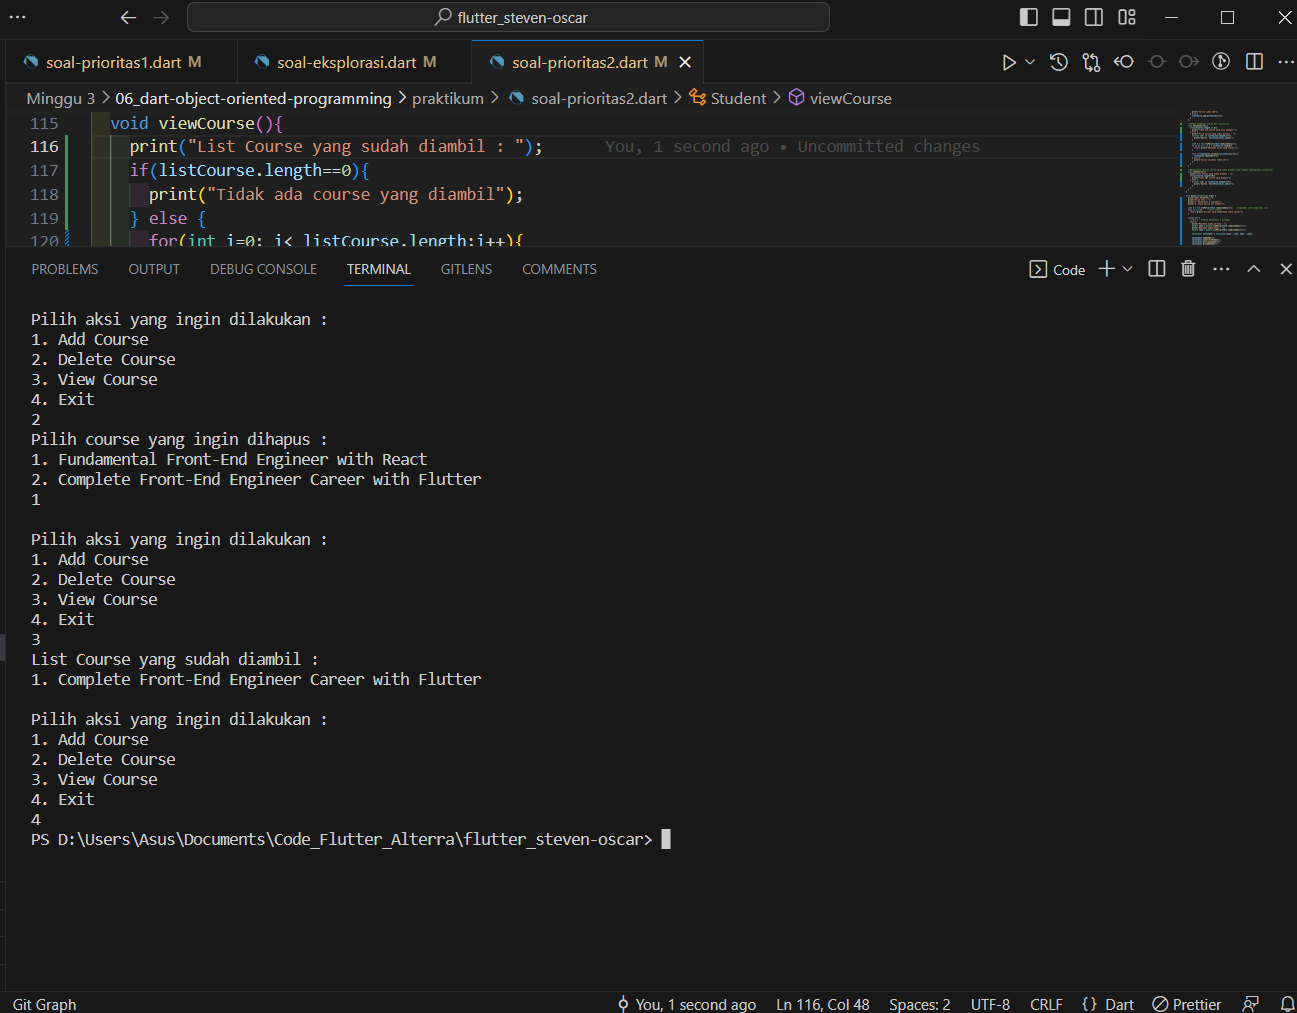 flutter_steven-oscar
soal-prioritas1.dart M
soal-eksplorasi.dart M
soal-prioritas2.dart M
Minggu 3 > 06_dart-object-oriented-programming > praktikum > soal-prioritas2.dart > Student > viewCourse
115 void viewCourse(){
116 print("List Course yang sudah diambil : "); You, 1 second ago • Uncommitted changes
117 if(listCourse.length==0){
118 print("Tidak ada course yang diambil");
119 } else {
120 for(int i=0; i< listCourse.length;i++){
PROBLEMS OUTPUT DEBUG CONSOLE TERMINAL GITLENS COMMENTS
Code
Pilih aksi yang ingin dilakukan :
1. Add Course
2. Delete Course
3. View Course
4. Exit
2
Pilih course yang ingin dihapus :
1. Fundamental Front-End Engineer with React
2. Complete Front-End Engineer Career with Flutter
1
Pilih aksi yang ingin dilakukan :
1. Add Course
2. Delete Course
3. View Course
4. Exit
3
List Course yang sudah diambil :
1. Complete Front-End Engineer Career with Flutter
Pilih aksi yang ingin dilakukan :
1. Add Course
2. Delete Course
3. View Course
4. Exit
4
PS D:\Users\Asus\Documents\Code_Flutter_Alterra\flutter_steven-oscar>
Git Graph You, 1 second ago Ln 116, Col 48 Spaces: 2 UTF-8 CRLF {} Dart Prettier